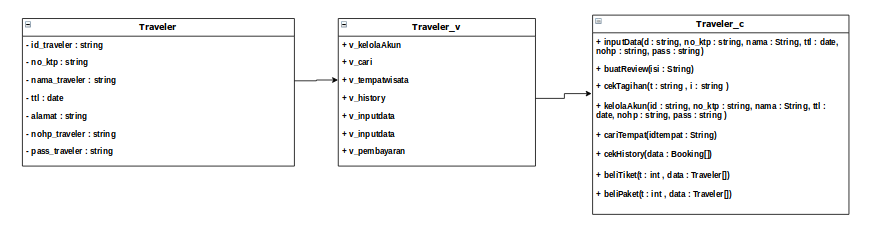 Traveler
- id_traveler : string
- no_ktp : string
- nama_traveler : string
- ttl : date
- alamat : string
- nohp_traveler : string
- pass_traveler : string
Traveler_v
+ v_kelolaAkun
+ v_cari
+ v_tempatwisata
+ v_history
+ v_inputdata
+ v_inputdata
+ v_pembayaran
Traveler_c
+ inputData(d : string, no_ktp : string, nama : String, ttl : date,
nohp : string, pass : string)
+ buatReview(isi : String)
+ cekTagihan(t : string , i : string )
+ kelolaAkun(id : string, no_ktp : string, nama : String, ttl :
date, nohp : string, pass : string )
+ cariTempat(idtempat : String)
+ cekHistory(data : Booking[])
+ beliTiket(t : int , data : Traveler[])
+ beliPaket(t : int , data : Traveler[])